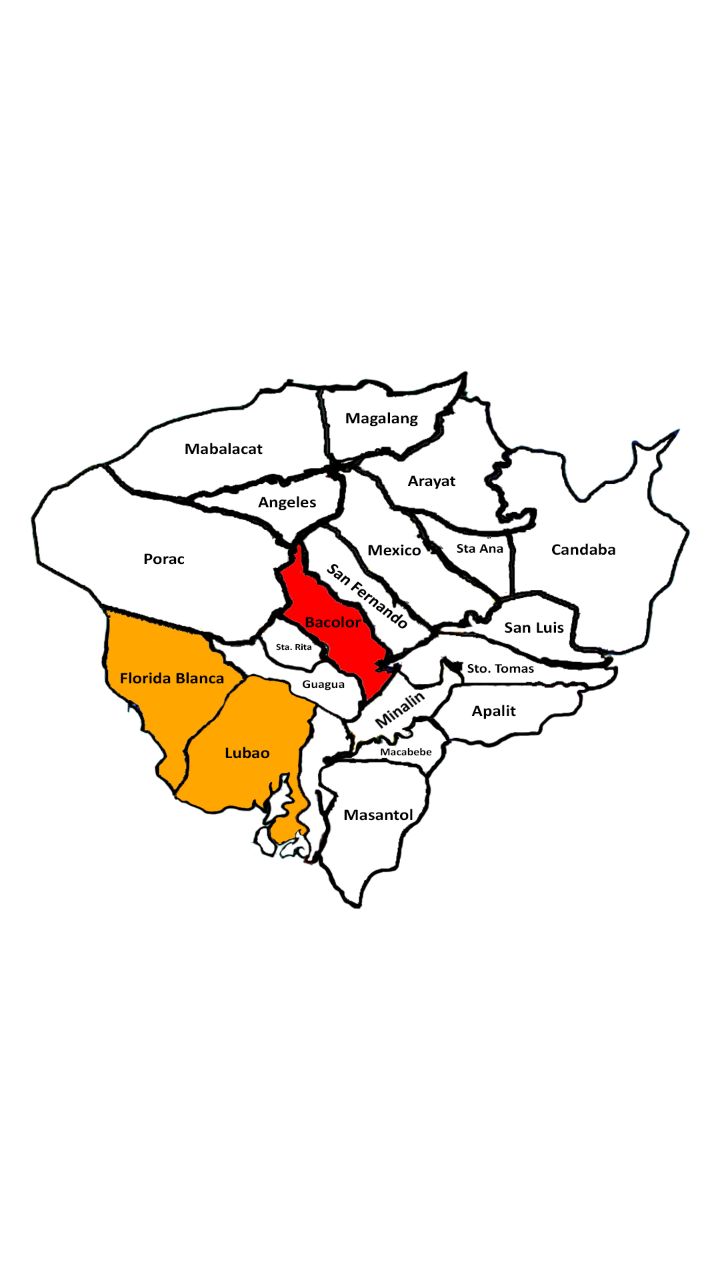 Magalang
Mabalacat
Arayat
Angeles
Mexico
Sta Ana
Candaba
Porac
San Fernando
Bacolor
San Luis
Sta. Rita
Sto. Tomas
Florida Blanca
Guagua
Minalin
Apalit
Lubao
Macabebe
Masantol